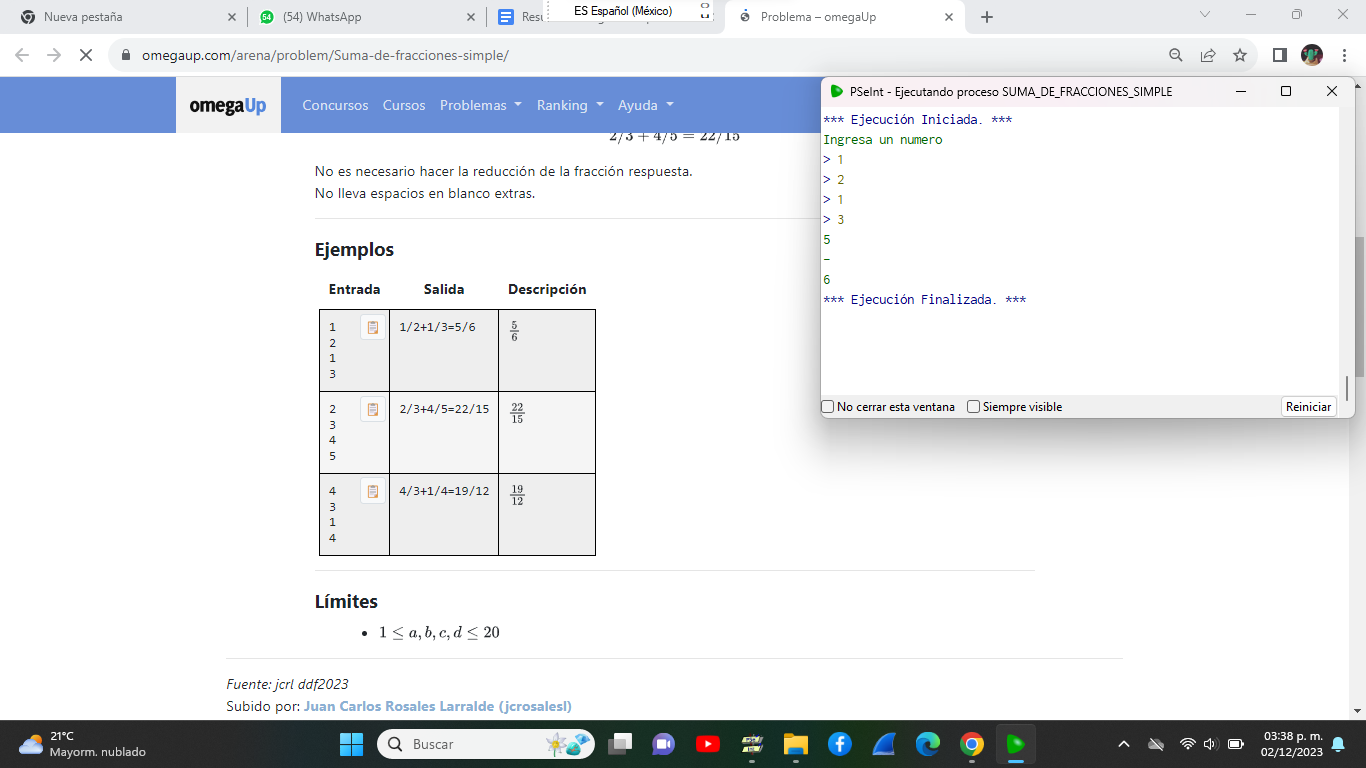 Nueva pestaña
(54) WhatsApp
ES Español (México)
Problema – omegaUp
omegaup.com/arena/problem/Suma-de-fracciones-simple/
omegaUp
Concursos Cursos Problemas Ranking Ayuda
2/3 + 4/5 = 22/15
No es necesario hacer la reducción de la fracción respuesta.
No lleva espacios en blanco extras.
Ejemplos
Entrada Salida Descripción
1 1/2+1/3=5/6 5/6
2
1
3
2 2/3+4/5=22/15 22/15
3
4
5
4 4/3+1/4=19/12 19/12
3
1
4
Límites
• 1 ≤ a, b, c, d ≤ 20
Fuente: jcrl ddf2023
Subido por: Juan Carlos Rosales Larralde (jcrosalesl)
PSeInt - Ejecutando proceso SUMA_DE_FRACCIONES_SIMPLE
*** Ejecución Iniciada. ***
Ingresa un numero
> 1
> 2
> 1
> 3
5
-
6
*** Ejecución Finalizada. ***
No cerrar esta ventana Siempre visible Reiniciar
21°C
Mayorm. nublado
Buscar
03:38 p. m.
02/12/2023